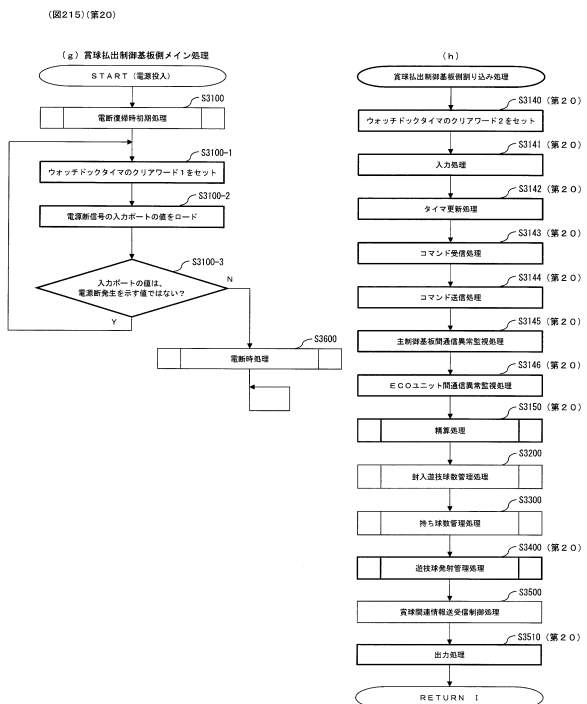 (図215)(第20)
(g) 賞球払出制御基板側メイン処理
START (電源投入)
S3100
電断復帰時初期処理
S3100-1
ウォッチドックタイマのクリアワード1をセット
S3100-2
電源断信号の入力ポートの値をロード
S3100-3
入力ポートの値は、
電源断発生を示す値ではない?
N
Y
S3600
電断時処理
(h)
賞球払出制御基板側割り込み処理
S3140 (第20)
ウォッチドックタイマのクリアワード2をセット
S3141 (第20)
入力処理
S3142 (第20)
タイマ更新処理
S3143 (第20)
コマンド受信処理
S3144 (第20)
コマンド送信処理
S3145 (第20)
主制御基板間通信異常監視処理
S3146 (第20)
ECOユニット間通信異常監視処理
S3150 (第20)
精算処理
S3200
封入遊技球数管理処理
S3300
持ち球数管理処理
S3400 (第20)
遊技球発射管理処理
S3500
賞球関連情報送受信制御処理
S3510 (第20)
出力処理
RETURN I